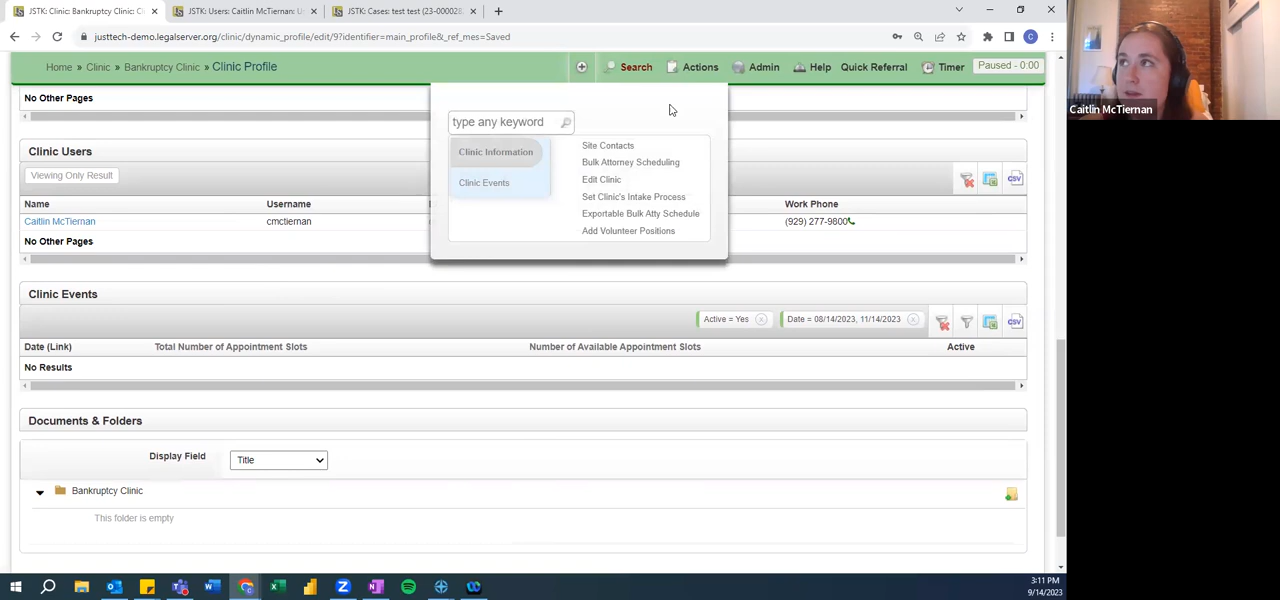 JSTK: Clinic: Bankruptcy Clinic: Cl
JSTK: Users: Caitlin McTiernan: U
JSTK: Cases: test test (23-0000028
justtech-demo.legalserver.org/clinic/dynamic_profile/edit/9?identifier=main_profile&_ref_mes=Saved
C
Home » Clinic » Bankruptcy Clinic » Clinic Profile
Search
Actions
Admin
Help
Quick Referral
Timer
Paused - 0:00
Caitlin McTiernan
No Other Pages
type any keyword
Clinic Information
Clinic Events
Site Contacts
Bulk Attorney Scheduling
Edit Clinic
Set Clinic's Intake Process
Exportable Bulk Atty Schedule
Add Volunteer Positions
Clinic Users
Viewing Only Result
CSV
Name
Username
Work Phone
Caitlin McTiernan
cmctiernan
(929) 277-9800
No Other Pages
Clinic Events
Active = Yes
Date = 08/14/2023, 11/14/2023
CSV
Date (Link)
Total Number of Appointment Slots
Number of Available Appointment Slots
Active
No Results
Documents & Folders
Display Field
Title
Bankruptcy Clinic
This folder is empty
3:11 PM
9/14/2023